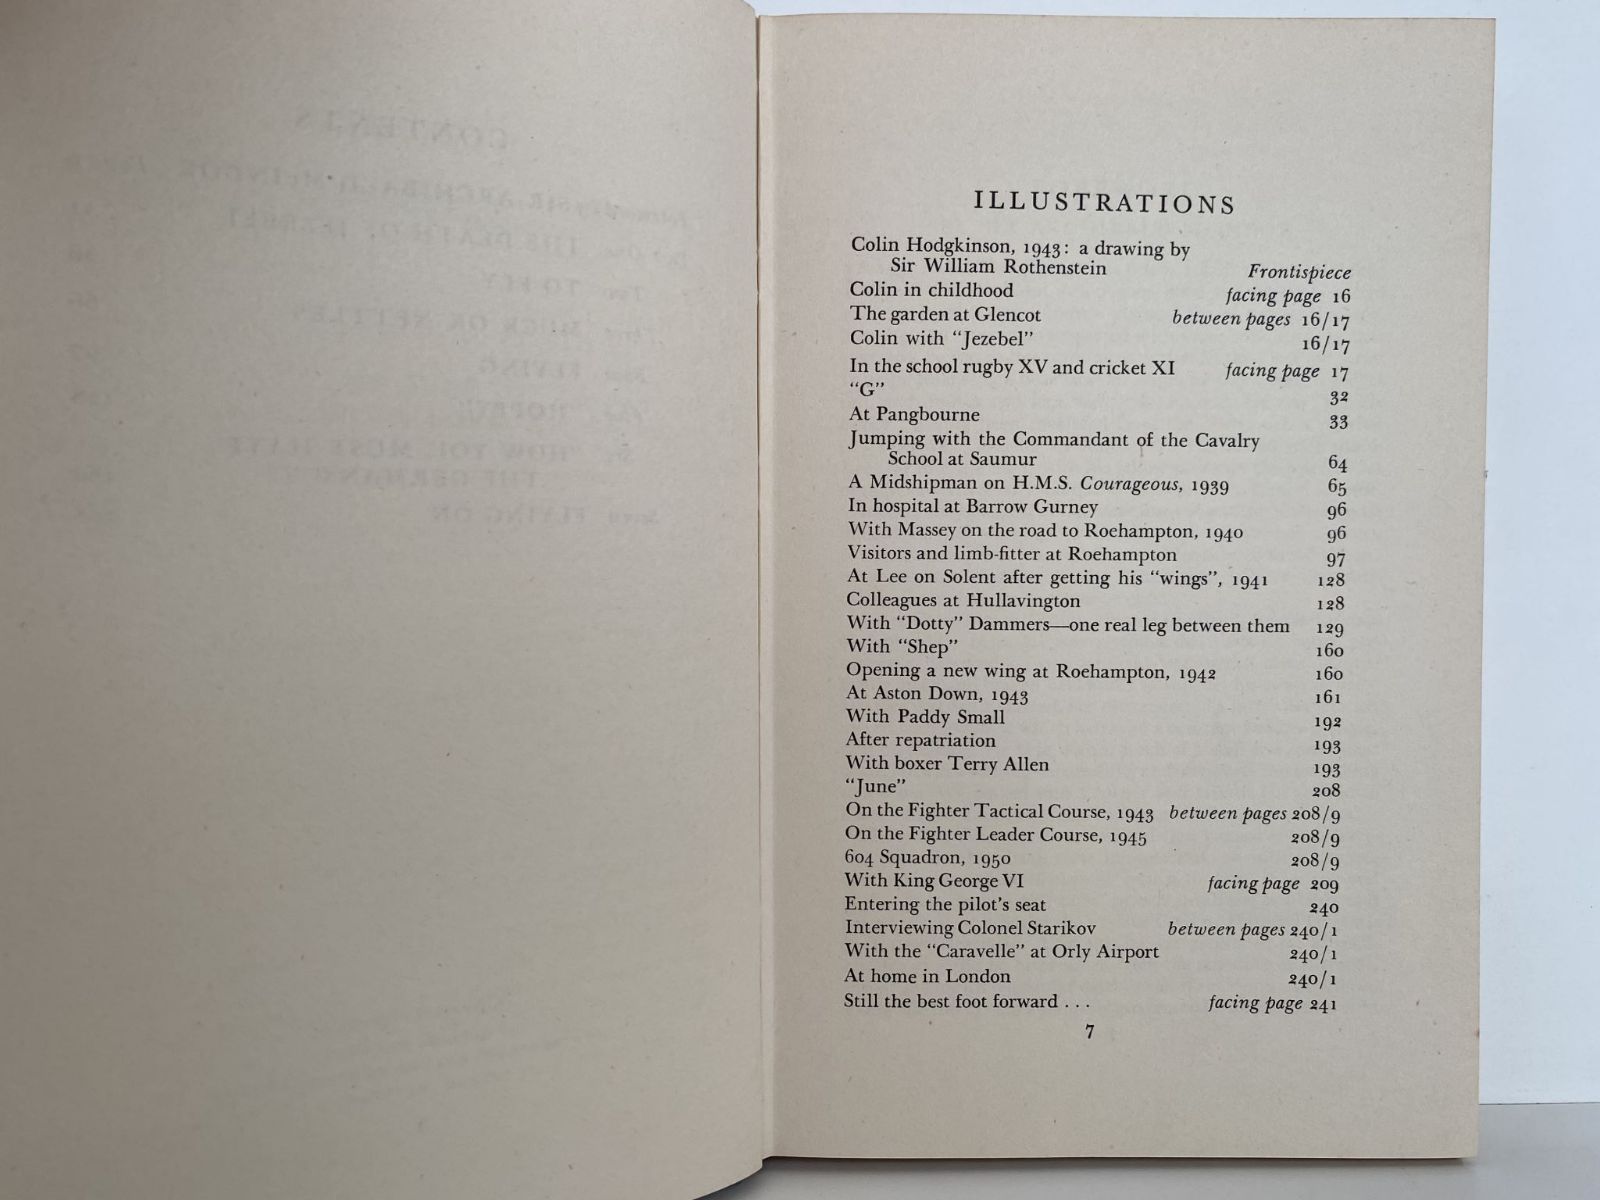 ILLUSTRATIONS
Colin Hodgkinson, 1943: a drawing by
Sir William Rothenstein Frontispiece
Colin in childhood facing page 16
The garden at Glencot between pages 16/17
Colin with “Jezebel” 16/17
In the school rugby XV and cricket XI facing page 17
“G” 32
At Pangbourne 33
Jumping with the Commandant of the Cavalry
School at Saumur 64
A Midshipman on H.M.S. Courageous, 1939 65
In hospital at Barrow Gurney 96
With Massey on the road to Roehampton, 1940 96
Visitors and limb-fitter at Roehampton 97
At Lee on Solent after getting his “wings”, 1941 128
Colleagues at Hullavington 128
With “Dotty” Dammers—one real leg between them 129
With “Shep” 160
Opening a new wing at Roehampton, 1942 160
At Aston Down, 1943 161
With Paddy Small 192
After repatriation 193
With boxer Terry Allen 193
“June” 208
On the Fighter Tactical Course, 1943 between pages 208/9
On the Fighter Leader Course, 1945 208/9
604 Squadron, 1950 208/9
With King George VI facing page 209
Entering the pilot’s seat 240
Interviewing Colonel Starikov between pages 240/1
With the “Caravelle” at Orly Airport 240/1
At home in London 240/1
Still the best foot forward . . . facing page 241
7